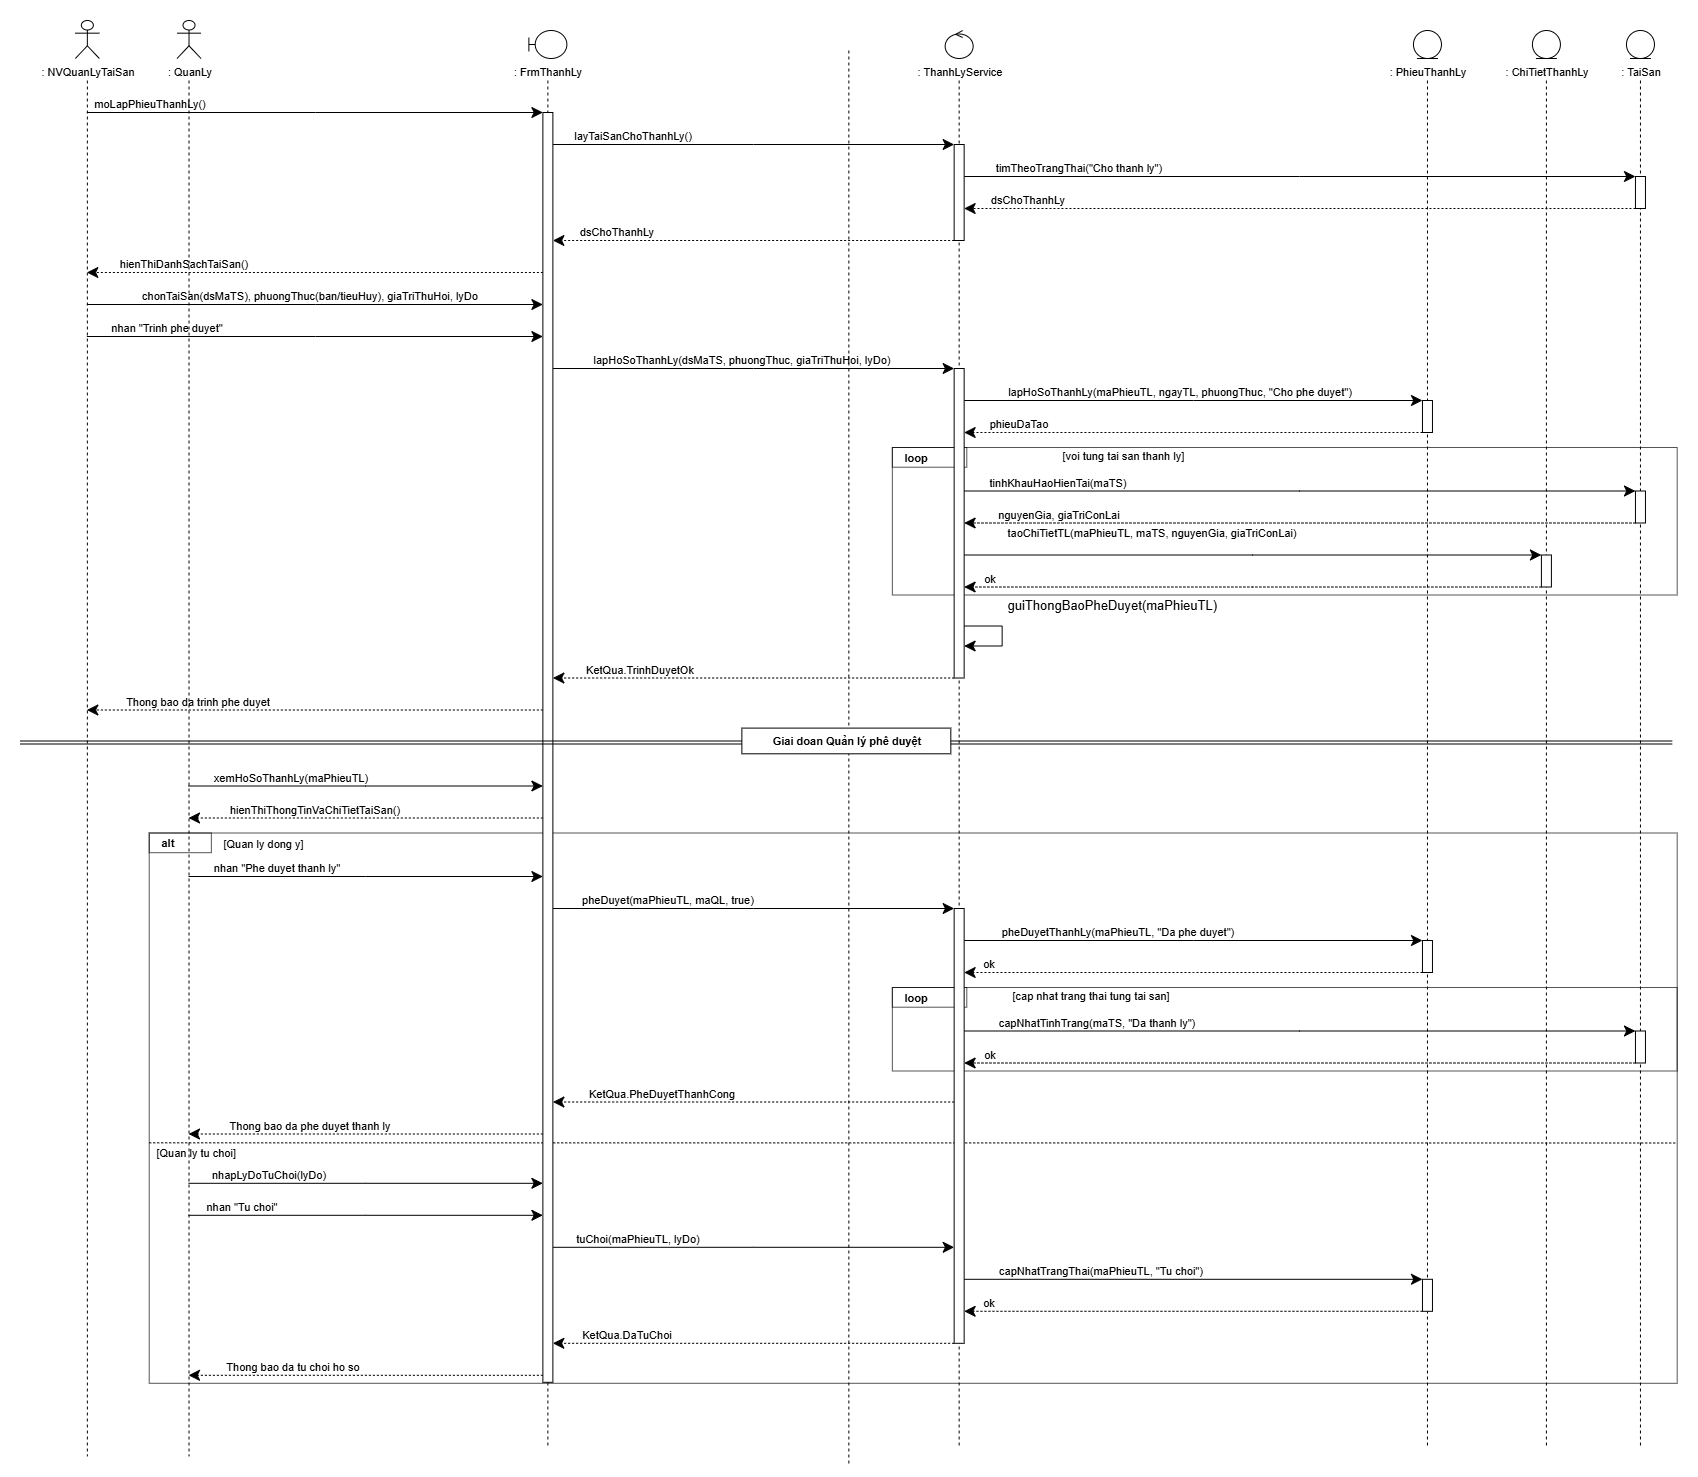 : NVQuanLyTaiSan
: QuanLy
: FrmThanhLy
: ThanhLyService
: PhieuThanhLy
: ChiTietThanhLy
: TaiSan
moLapPhieuThanhLy()
layTaiSanChoThanhLy()
timTheoTrangThai("Cho thanh ly")
dsChoThanhLy
dsChoThanhLy
hienThiDanhSachTaiSan()
chonTaiSan(dsMaTS), phuongThuc(ban/tieuHuy), giaTriThuHoi, lyDo
nhan "Trinh phe duyet"
lapHoSoThanhLy(dsMaTS, phuongThuc, giaTriThuHoi, lyDo)
lapHoSoThanhLy(maPhieuTL, ngayTL, phuongThuc, "Cho phe duyet")
phieuDaTao
loop
[voi tung tai san thanh ly]
tinhKhauHaoHienTai(maTS)
nguyenGia, giaTriConLai
taoChiTietTL(maPhieuTL, maTS, nguyenGia, giaTriConLai)
ok
guiThongBaoPheDuyet(maPhieuTL)
KetQua.TrinhDuyetOk
Thong bao da trinh phe duyet
Giai doan Quản lý phê duyệt
xemHoSoThanhLy(maPhieuTL)
hienThiThongTinVaChiTietTaiSan()
alt
[Quan ly dong y]
nhan "Phe duyet thanh ly"
pheDuyet(maPhieuTL, maQL, true)
pheDuyetThanhLy(maPhieuTL, "Da phe duyet")
ok
loop
[cap nhat trang thai tung tai san]
capNhatTinhTrang(maTS, "Da thanh ly")
ok
KetQua.PheDuyetThanhCong
Thong bao da phe duyet thanh ly
[Quan ly tu choi]
nhapLyDoTuChoi(lyDo)
nhan "Tu choi"
tuChoi(maPhieuTL, lyDo)
capNhatTrangThai(maPhieuTL, "Tu choi")
ok
KetQua.DaTuChoi
Thong bao da tu choi ho so